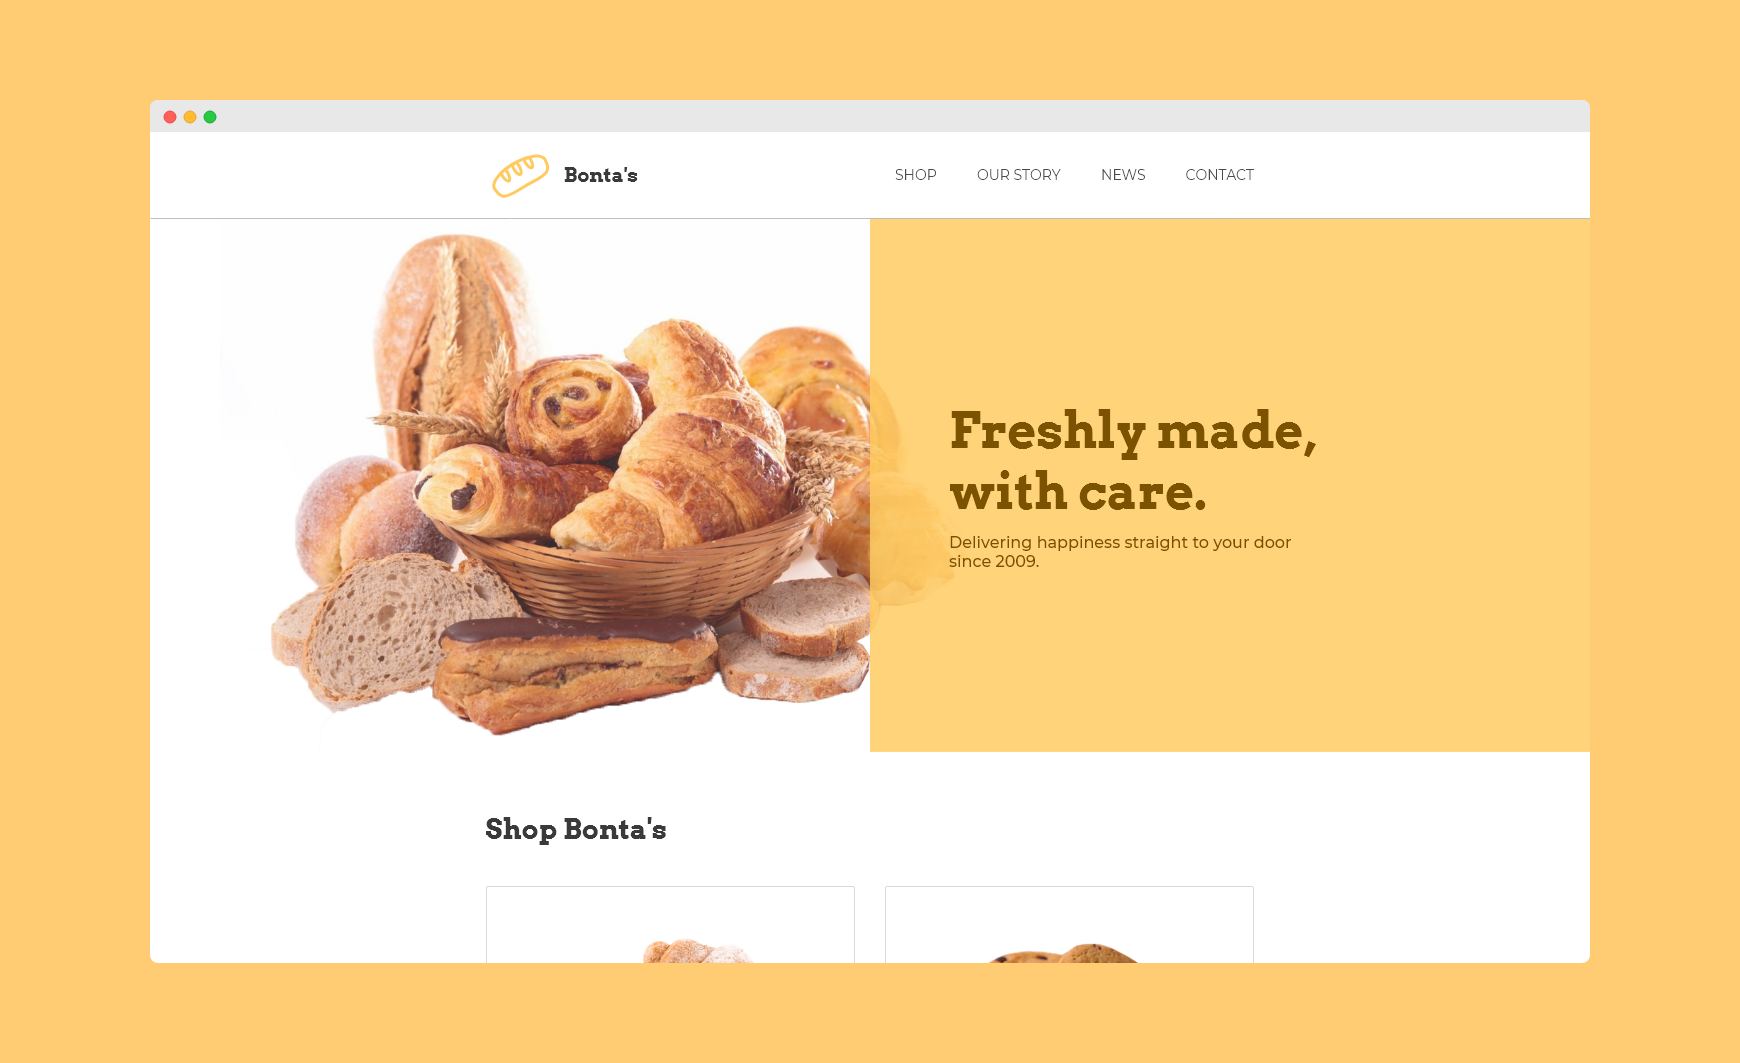 Bonta's
SHOP OUR STORY NEWS CONTACT
Freshly made,
with care.
Delivering happiness straight to your door
since 2009.
Shop Bonta's